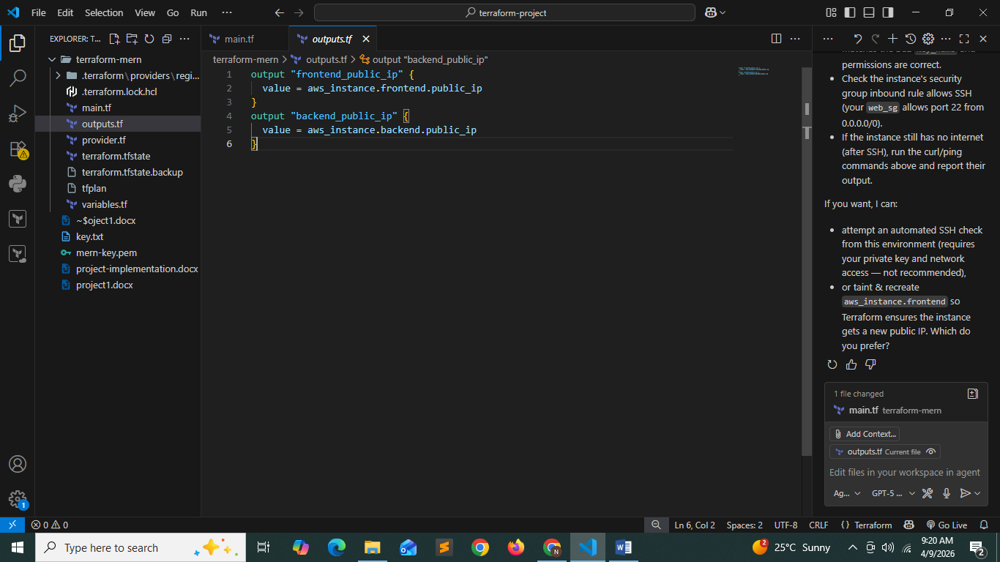 File Edit Selection View Go Run ···
terraform-project
EXPLORER: T...
terraform-mern
.terraform\providers\regi...
.terraform.lock.hcl
main.tf
outputs.tf
provider.tf
terraform.tfstate
terraform.tfstate.backup
tfplan
variables.tf
~$oject1.docx
key.txt
mern-key.pem
project-implementation.docx
project1.docx
1
main.tf
outputs.tf
terraform-mern > outputs.tf > output "backend_public_ip"
1 output "frontend_public_ip" {
2 value = aws_instance.frontend.public_ip
3 }
4 output "backend_public_ip" {
5 value = aws_instance.backend.public_ip
6 }
permissions are correct.
• Check the instance's security
group inbound rule allows SSH
(your web_sg allows port 22 from
0.0.0.0/0).
• If the instance still has no internet
(after SSH), run the curl/ping
commands above and report their
output.
If you want, I can:
• attempt an automated SSH check
from this environment (requires
your private key and network
access — not recommended),
• or taint & recreate
aws_instance.frontend so
Terraform ensures the instance
gets a new public IP. Which do
you prefer?
1 file changed
main.tf terraform-mern
Add Context...
outputs.tf Current file
Edit files in your workspace in agent
Ag... GPT-5 ...
0 0
Ln 6, Col 2 Spaces: 2 UTF-8 CRLF {} Terraform Go Live
Type here to search
N
25°C Sunny
9:20 AM
4/9/2026
2